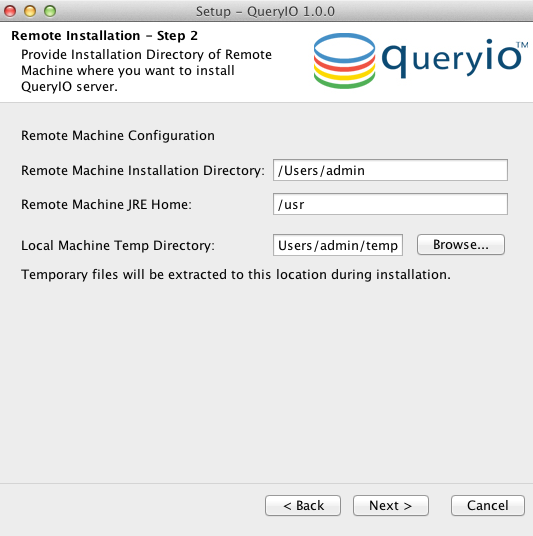 Setup - QueryIO 1.0.0
Remote Installation - Step 2
Provide Installation Directory of Remote
Machine where you want to install
QueryIO server.
queryio™
Remote Machine Configuration
Remote Machine Installation Directory: /Users/admin
Remote Machine JRE Home: /usr
Local Machine Temp Directory: Users/admin/temp Browse...
Temporary files will be extracted to this location during installation.
< Back Next > Cancel